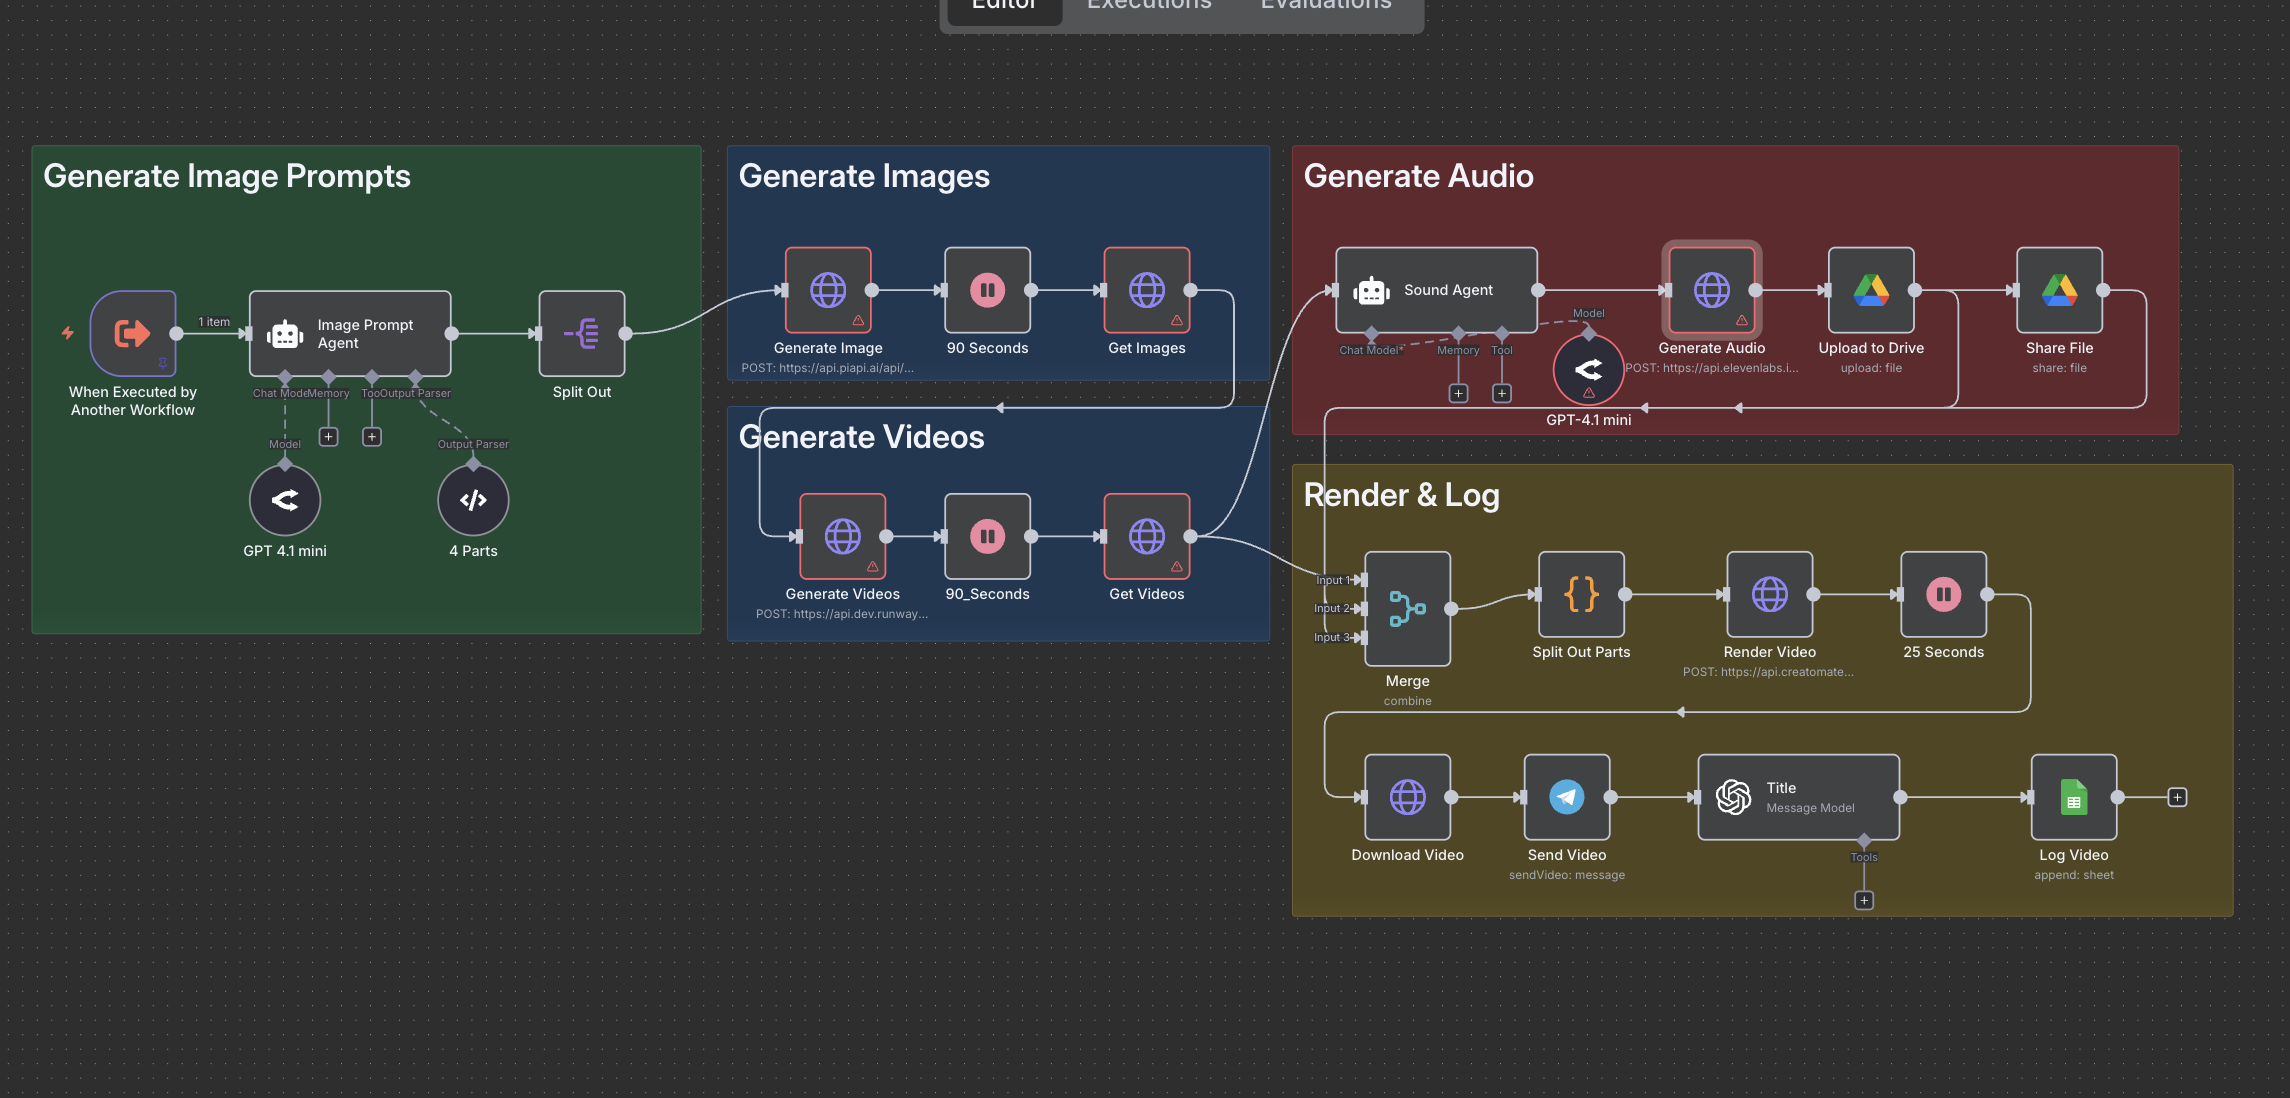 Editor
Executions
Evaluations
Generate Image Prompts
1 item
Image Prompt
Agent
When Executed by
Another Workflow
Split Out
Memory
Output Parser
Model
Output Parser
GPT 4.1 mini
4 Parts
Generate Images
Generate Image
POST: https://api.piapi.ai/api/...
90 Seconds
Get Images
Generate Videos
Generate Videos
POST: https://api.dev.runway...
90_Seconds
Get Videos
Generate Audio
Sound Agent
Chat Model*
Memory
Tool
Model
GPT-4.1 mini
Generate Audio
POST: https://api.elevenlabs.i...
Upload to Drive
upload: file
Share File
share: file
Render & Log
Input 1
Input 2
Input 3
Merge
combine
Split Out Parts
Render Video
POST: https://api.creatomate...
25 Seconds
Download Video
Send Video
sendVideo: message
Title
Message Model
Tools
Log Video
append: sheet